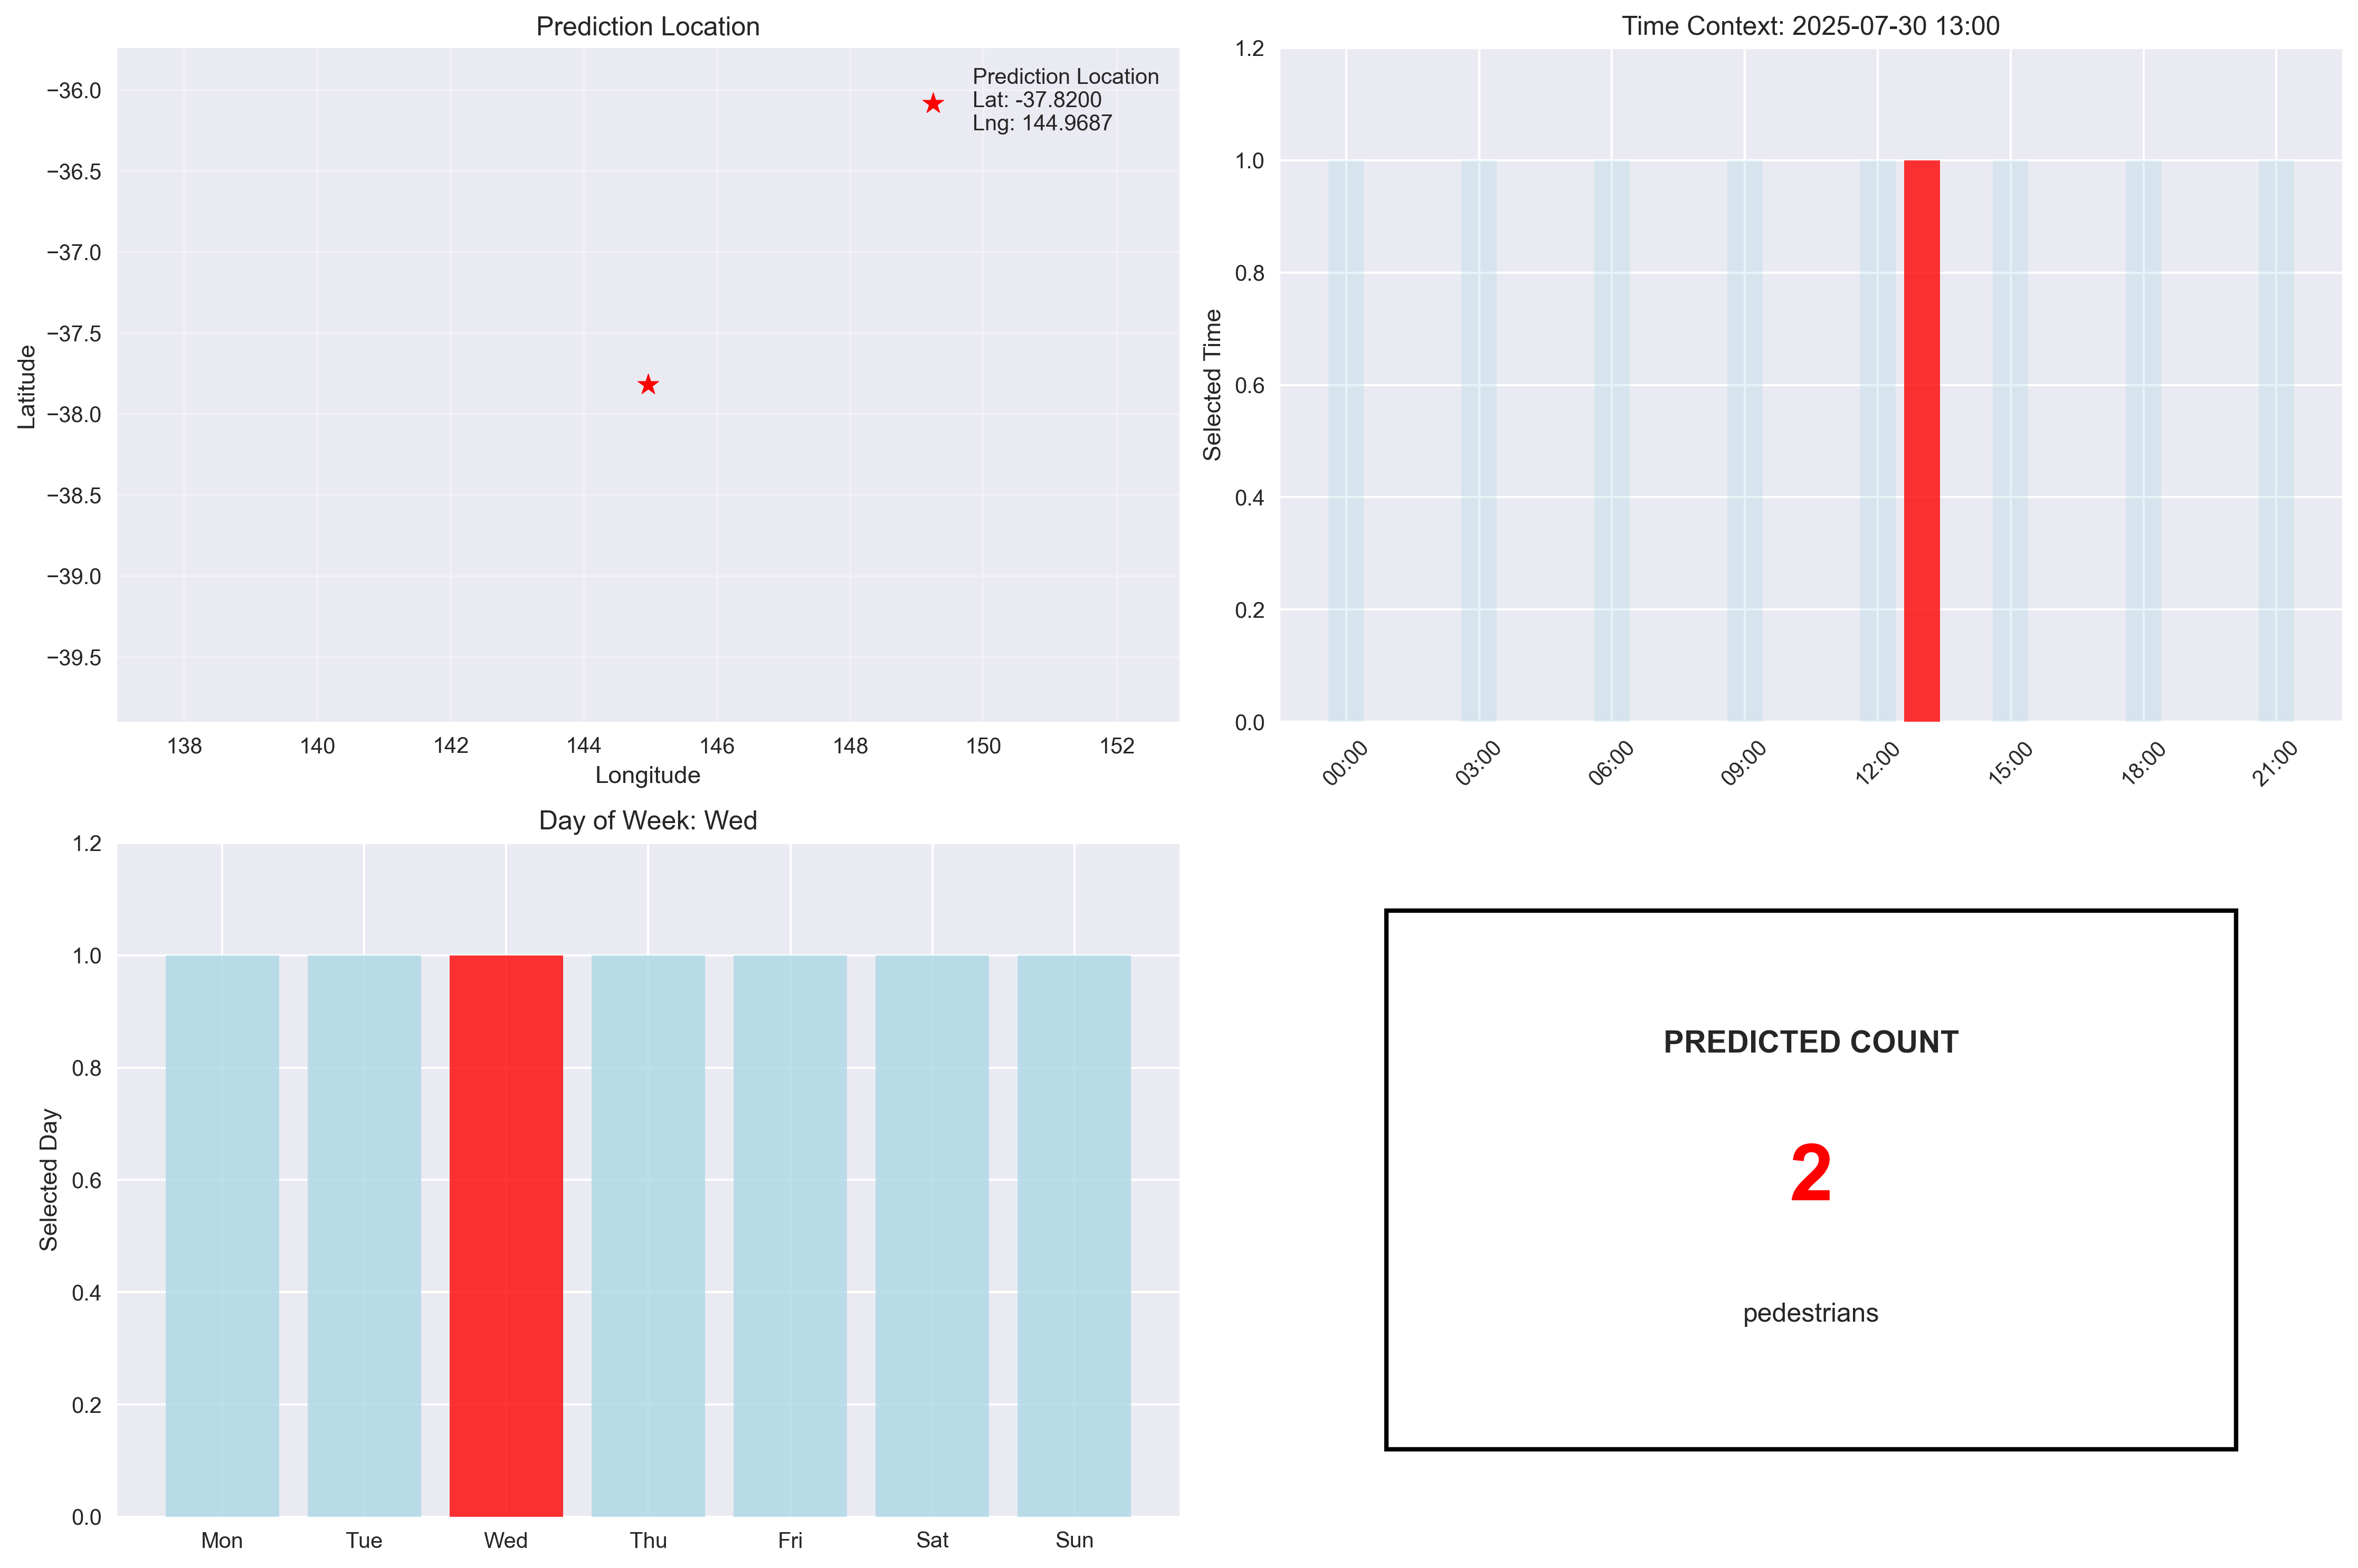 Prediction Location
−36.0
−36.5
−37.0
−37.5
−38.0
−38.5
−39.0
−39.5
Latitude
Prediction Location
Lat: -37.8200
Lng: 144.9687
138 140 142 144 146 148 150 152
Longitude
Time Context: 2025-07-30 13:00
1.2
1.0
0.8
0.6
0.4
0.2
0.0
Selected Time
00:00 03:00 06:00 09:00 12:00 15:00 18:00 21:00
Day of Week: Wed
1.2
1.0
0.8
0.6
0.4
0.2
0.0
Selected Day
Mon Tue Wed Thu Fri Sat Sun
PREDICTED COUNT
2
pedestrians